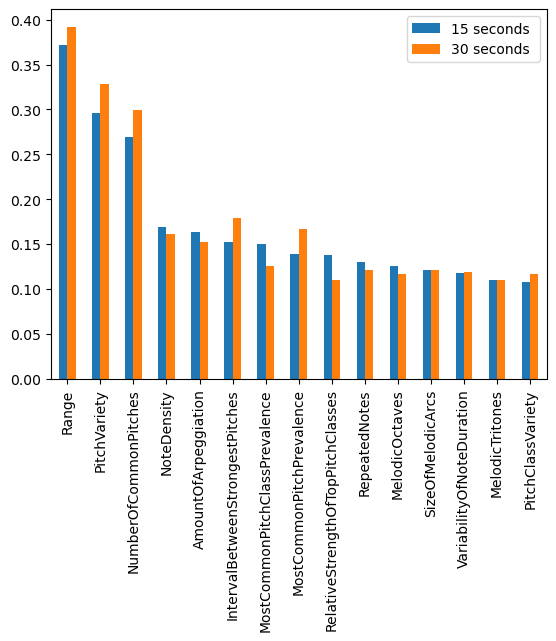 0.40
0.35
0.30
0.25
0.20
0.15
0.10
0.05
0.00
15 seconds
30 seconds
Range
PitchVariety
NumberOfCommonPitches
NoteDensity
AmountOfArpeggiation
IntervalBetweenStrongestPitches
MostCommonPitchClassPrevalence
MostCommonPitchPrevalence
RelativeStrengthOfTopPitchClasses
RepeatedNotes
MelodicOctaves
SizeOfMelodicArcs
VariabilityOfNoteDuration
MelodicTritones
PitchClassVariety